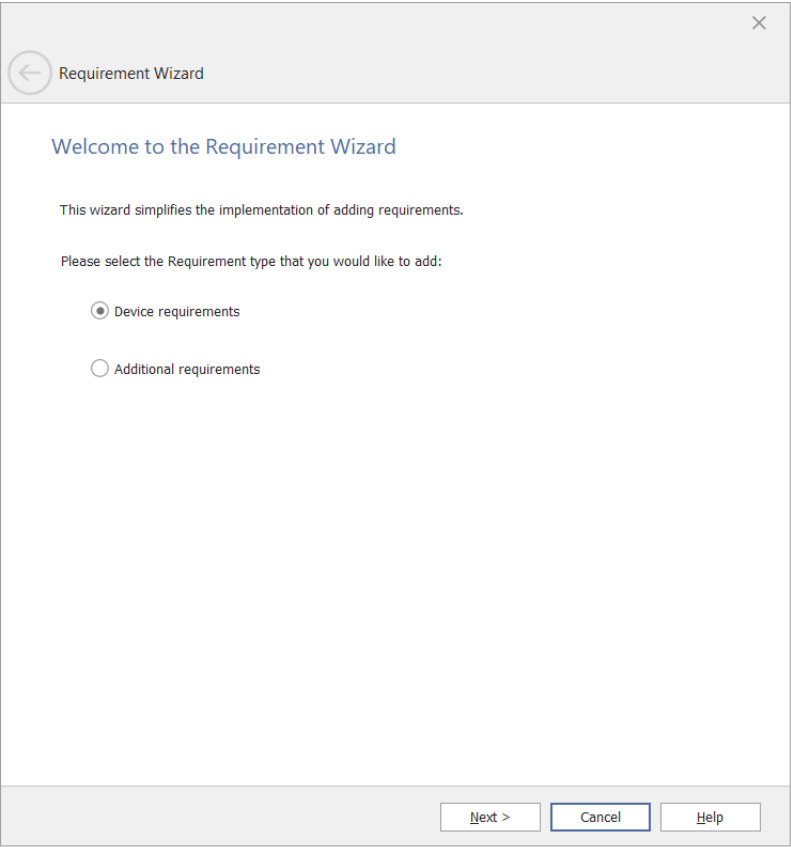 Requirement Wizard
Welcome to the Requirement Wizard
This wizard simplifies the implementation of adding requirements.
Please select the Requirement type that you would like to add:
Device requirements
Additional requirements
Next >
Cancel
Help